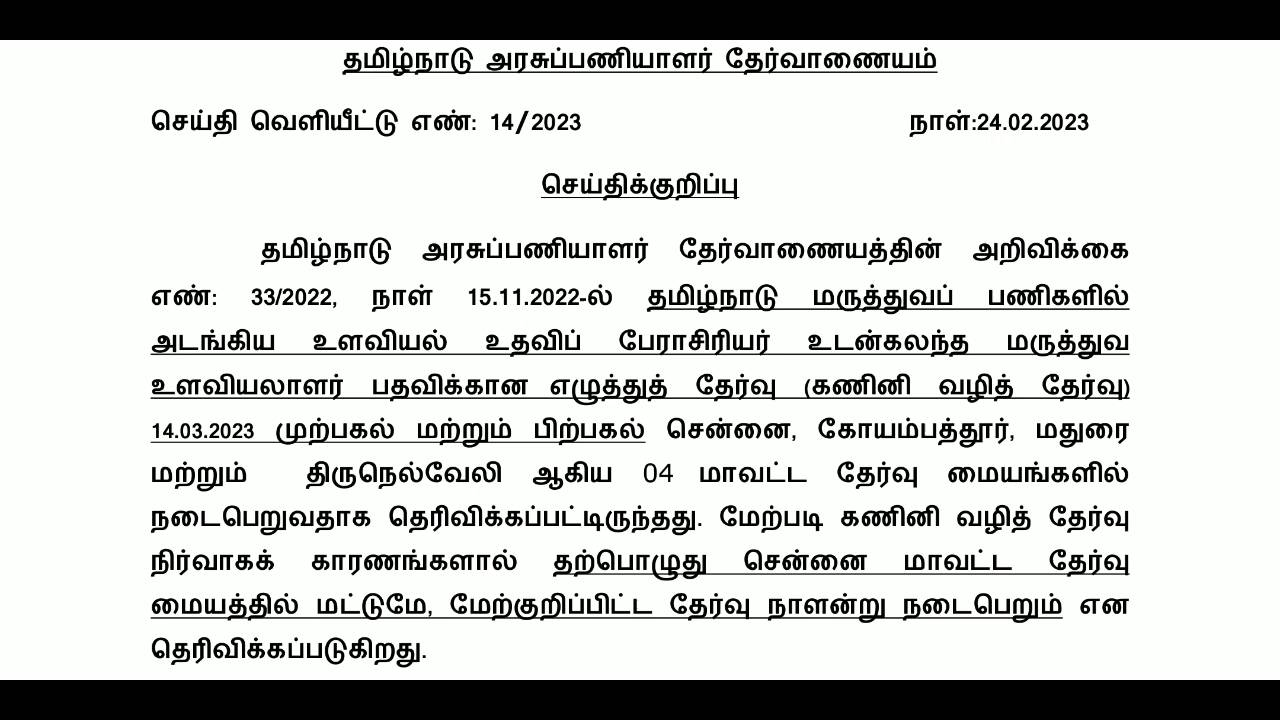 தமிழ்நாடு அரசுப்பணியாளர் தேர்வாணையம்
செய்தி வெளியீட்டு எண்: 14/2023 நாள்:24.02.2023
செய்திக்குறிப்பு
தமிழ்நாடு அரசுப்பணியாளர் தேர்வாணையத்தின் அறிவிக்கை
எண்: 33/2022, நாள் 15.11.2022-ல் தமிழ்நாடு மருத்துவப் பணிகளில்
அடங்கிய உளவியல் உதவிப் பேராசிரியர் உடன்கலந்த மருத்துவ
உளவியலாளர் பதவிக்கான எழுத்துத் தேர்வு (கணினி வழித் தேர்வு)
14.03.2023 முற்பகல் மற்றும் பிற்பகல் சென்னை, கோயம்பத்தூர், மதுரை
மற்றும் திருநெல்வேலி ஆகிய 04 மாவட்ட தேர்வு மையங்களில்
நடைபெறுவதாக தெரிவிக்கப்பட்டிருந்தது. மேற்படி கணினி வழித் தேர்வு
நிர்வாகக் காரணங்களால் தற்பொழுது சென்னை மாவட்ட தேர்வு
மையத்தில் மட்டுமே, மேற்குறிப்பிட்ட தேர்வு நாளன்று நடைபெறும் என
தெரிவிக்கப்படுகிறது.